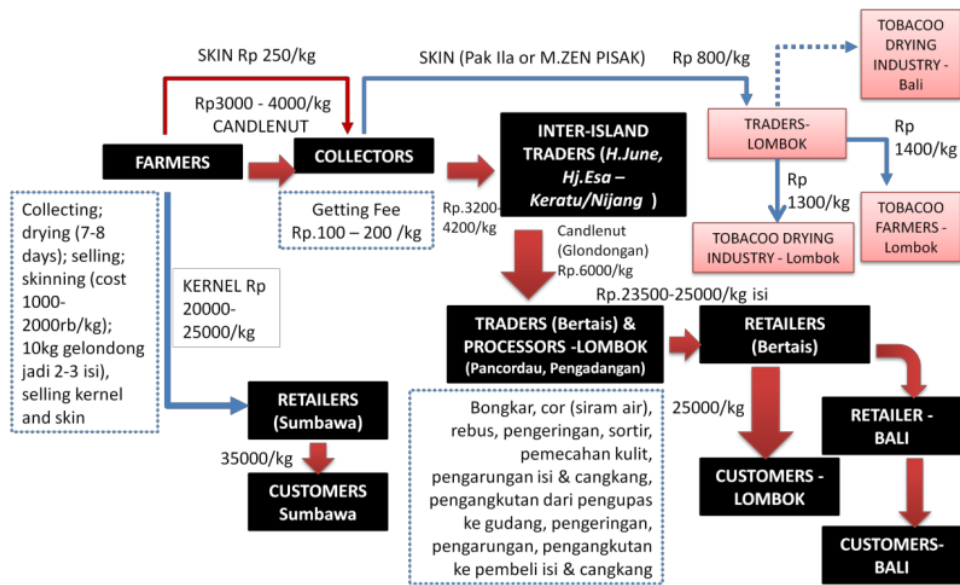 SKIN Rp 250/kg
SKIN (Pak Ila or M.ZEN PISAK)
Rp 800/kg
TOBACOO
DRYING
INDUSTRY -
Bali
Rp3000 - 4000/kg
CANDLENUT
FARMERS
COLLECTORS
INTER-ISLAND
TRADERS (H.June,
Hj.Esa –
Keratu/Nijang )
TRADERS-
LOMBOK
Rp
1400/kg
Rp
1300/kg
TOBACOO
FARMERS -
Lombok
TOBACOO DRYING
INDUSTRY - Lombok
Collecting;
drying (7-8
days); selling;
skinning (cost
1000-
2000rb/kg);
10kg gelondong
jadi 2-3 isi),
selling kernel
and skin
Getting Fee
Rp.100 – 200 /kg
Rp.3200-
4200/kg
Candlenut
(Glondongan)
Rp.6000/kg
KERNEL Rp
20000-
25000/kg
Rp.23500-25000/kg isi
TRADERS (Bertais) &
PROCESSORS -LOMBOK
(Pancordau, Pengadangan)
RETAILERS
(Bertais)
RETAILERS
(Sumbawa)
35000/kg
CUSTOMERS
Sumbawa
Bongkar, cor (siram air),
rebus, pengeringan, sortir,
pemecahan kulit,
pengarungan isi & cangkang,
pengangkutan dari pengupas
ke gudang, pengeringan,
pengarungan, pengangkutan
ke pembeli isi & cangkang
25000/kg
CUSTOMERS -
LOMBOK
RETAILER -
BALI
CUSTOMERS-
BALI